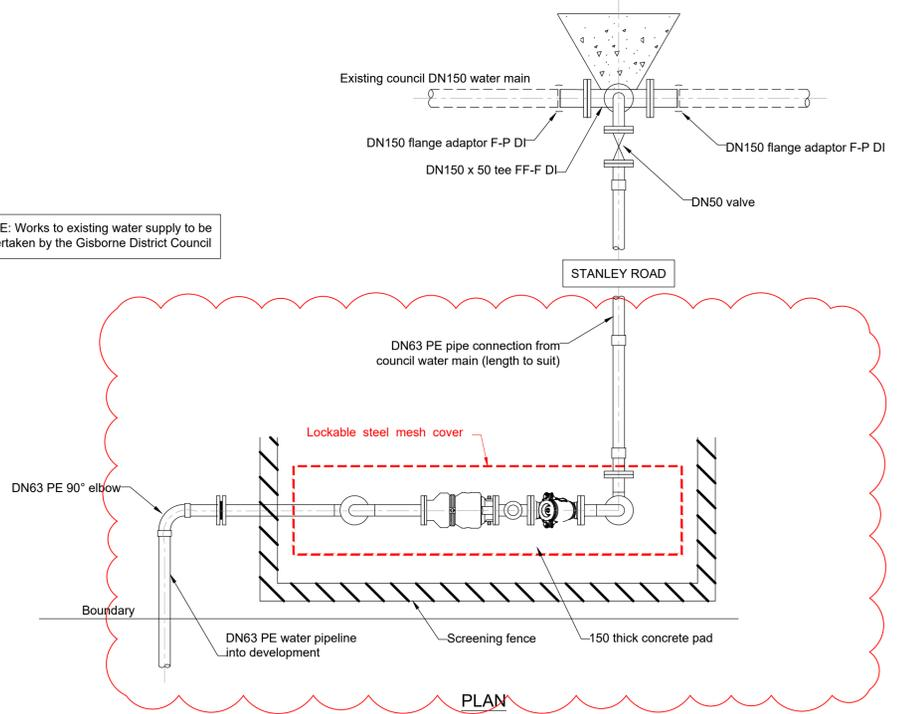 Existing council DN150 water main
DN150 flange adaptor F-P DI
DN150 flange adaptor F-P DI
DN150 x 50 tee FF-F DI
DN50 valve
E: Works to existing water supply to be
ertaken by the Gisborne District Council
STANLEY ROAD
DN63 PE pipe connection from
council water main (length to suit)
Lockable steel mesh cover
DN63 PE 90° elbow
Boundary
DN63 PE water pipeline
into development
Screening fence
150 thick concrete pad
PLAN